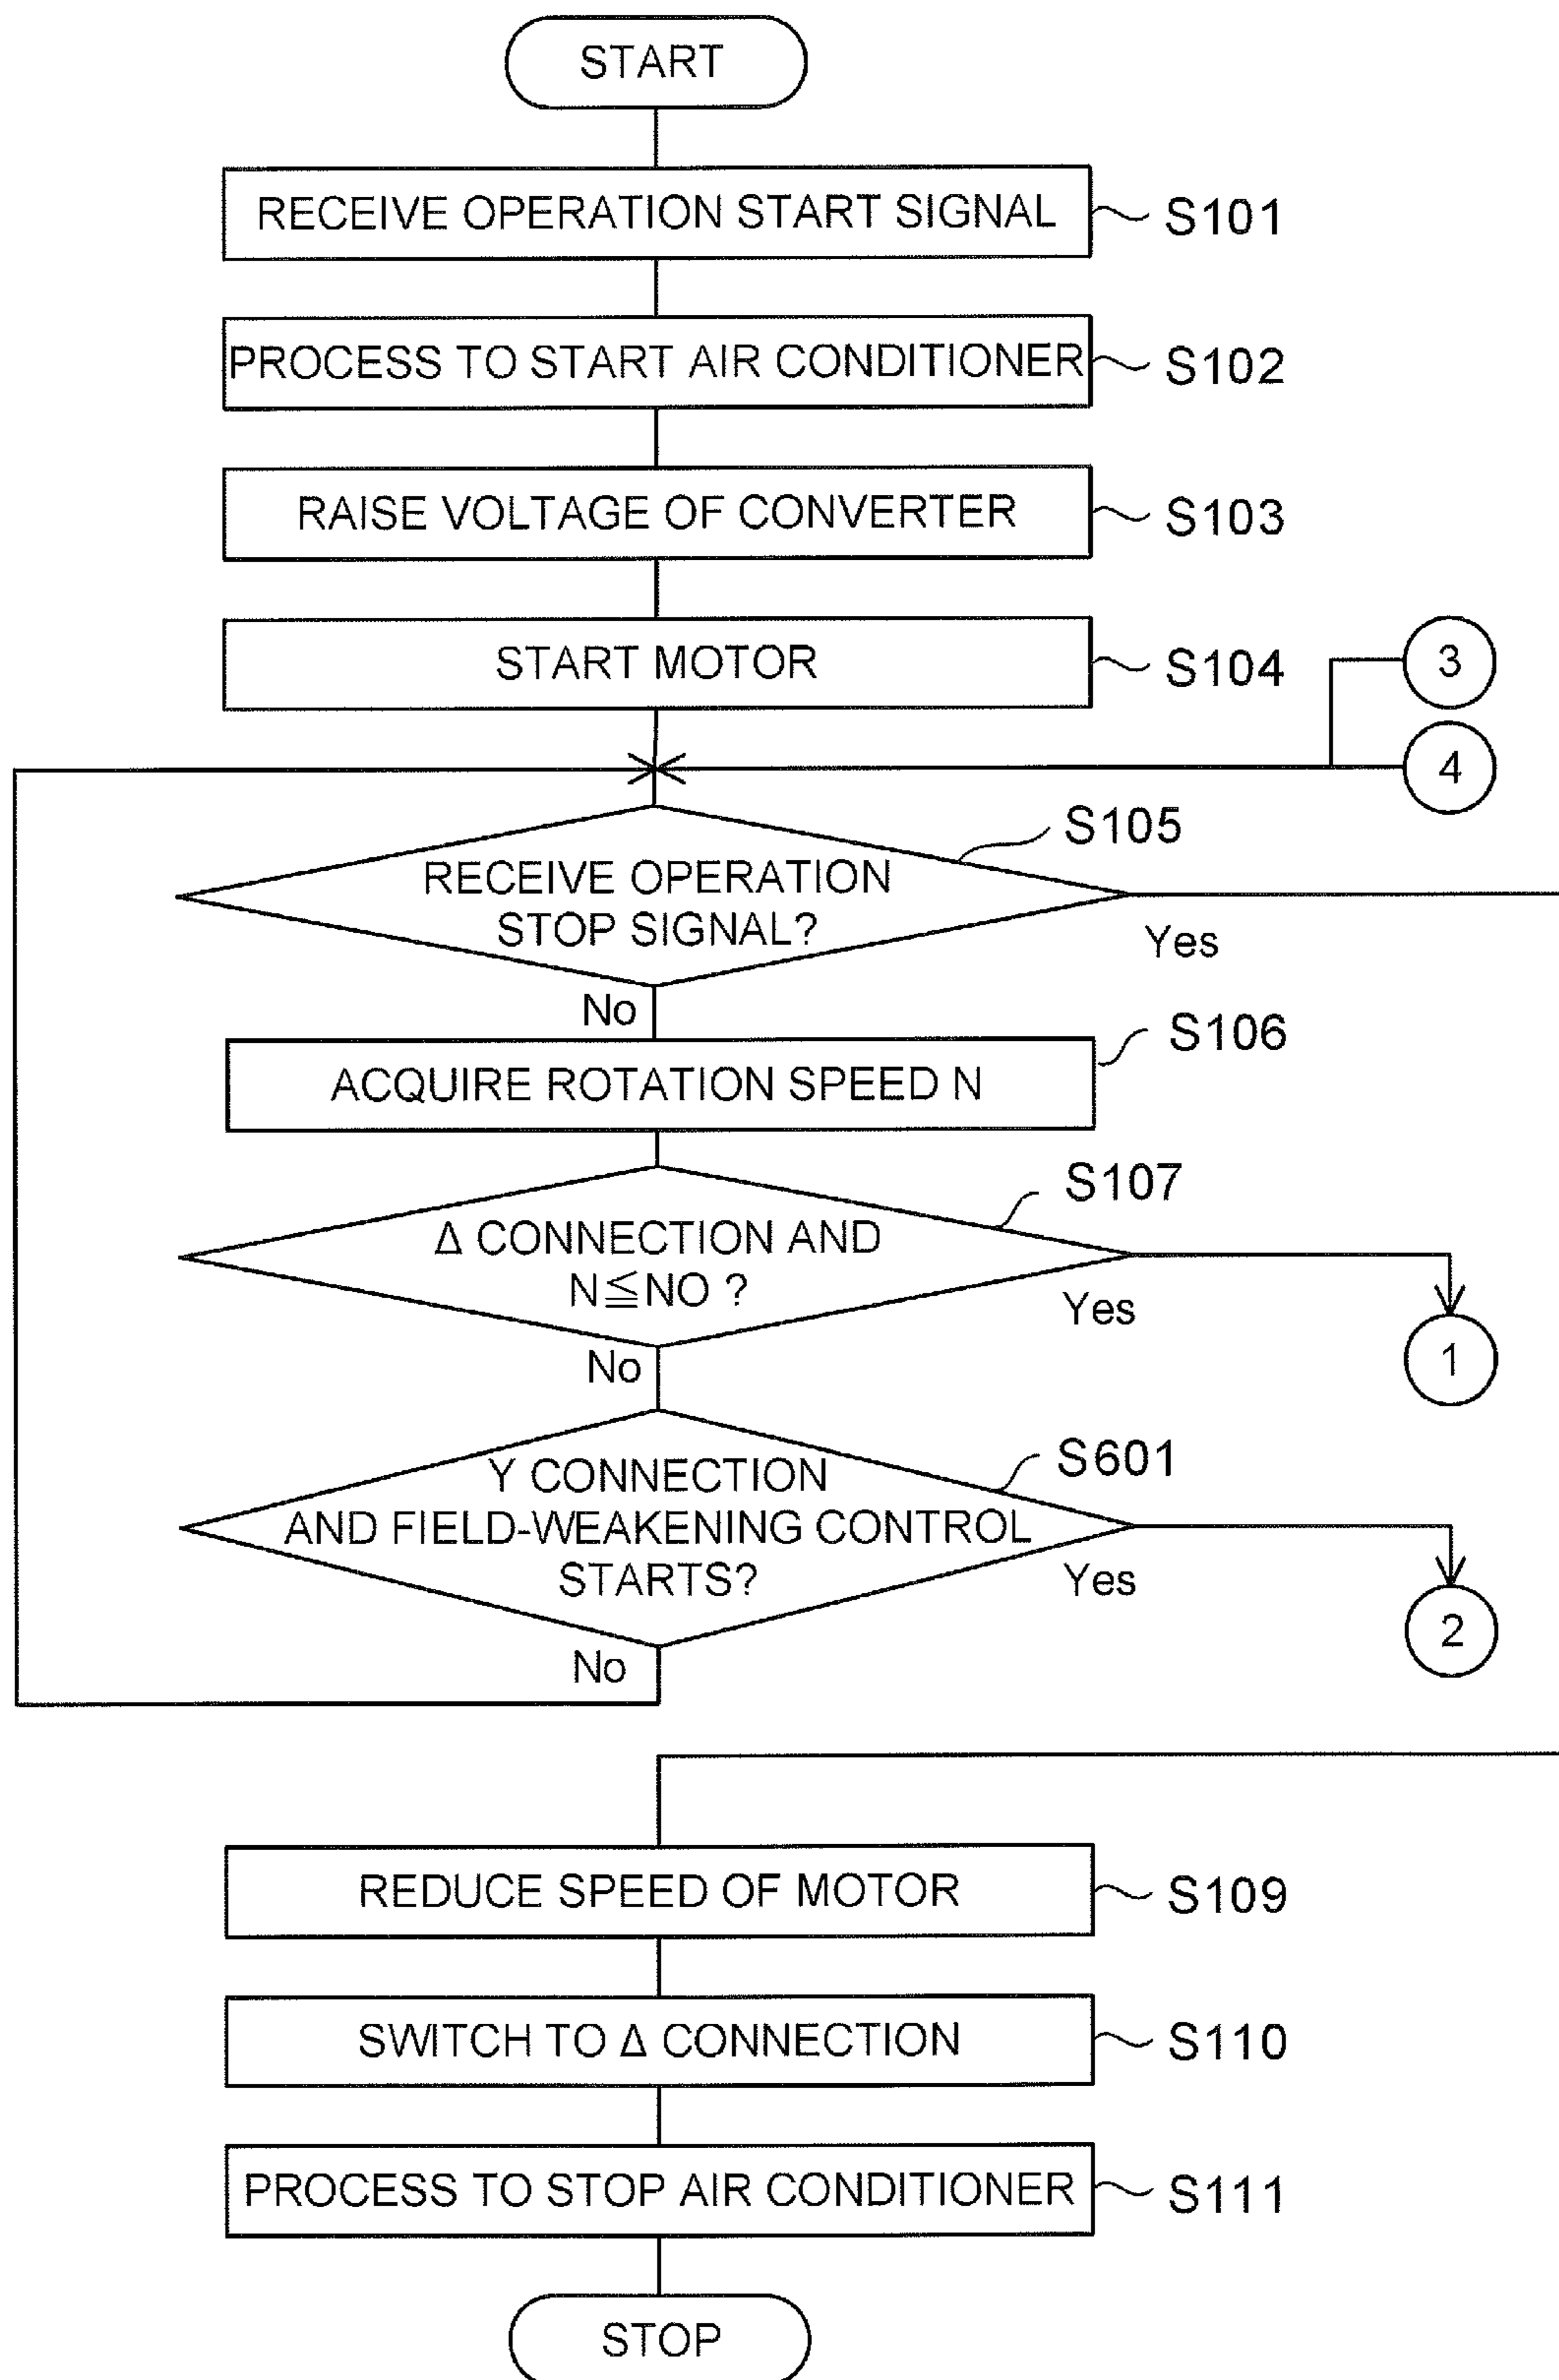 START
RECEIVE OPERATION START SIGNAL
S101
PROCESS TO START AIR CONDITIONER
S102
RAISE VOLTAGE OF CONVERTER
S103
START MOTOR
S104
3
4
S105
RECEIVE OPERATION
STOP SIGNAL?
Yes
No
S106
ACQUIRE ROTATION SPEED N
S107
Δ CONNECTION AND
N≦NO ?
Yes
No
1
S601
Y CONNECTION
AND FIELD-WEAKENING CONTROL
STARTS?
Yes
No
2
REDUCE SPEED OF MOTOR
S109
SWITCH TO Δ CONNECTION
S110
PROCESS TO STOP AIR CONDITIONER
S111
STOP